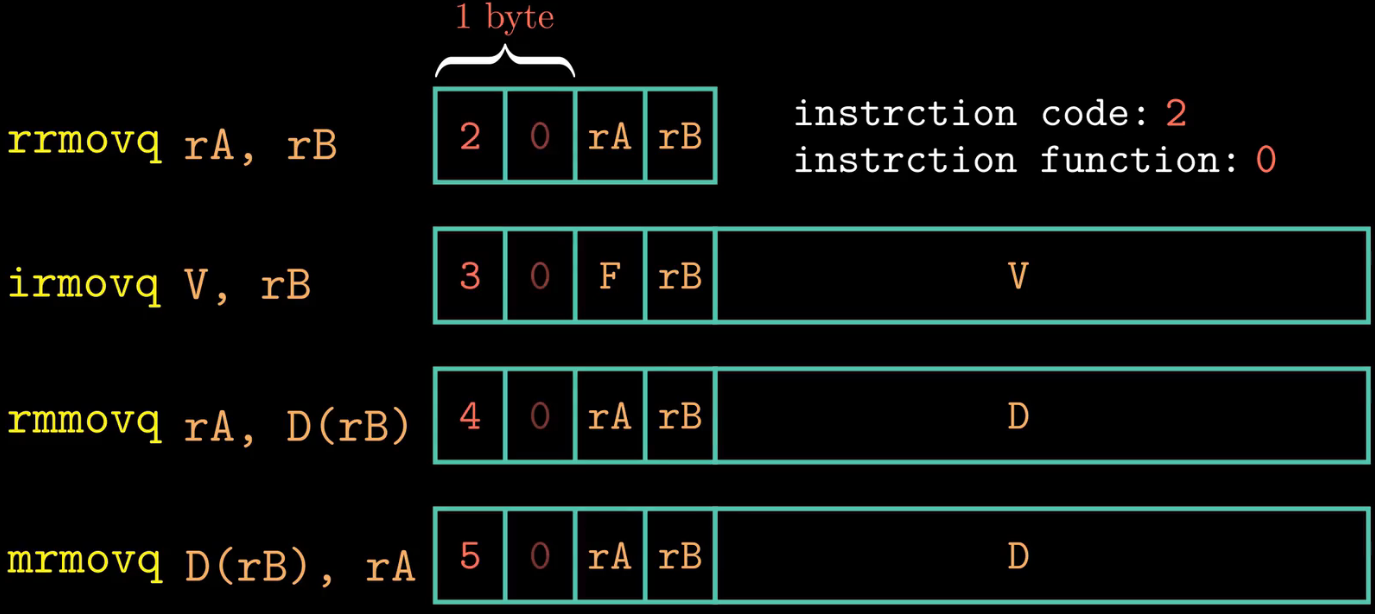 1 byte
rrmovq rA, rB 2 0 rA rB instrction code: 2
instrction function: 0
irmovq V, rB 3 0 F rB V
rmmovq rA, D(rB) 4 0 rA rB D
mrmovq D(rB), rA 5 0 rA rB D